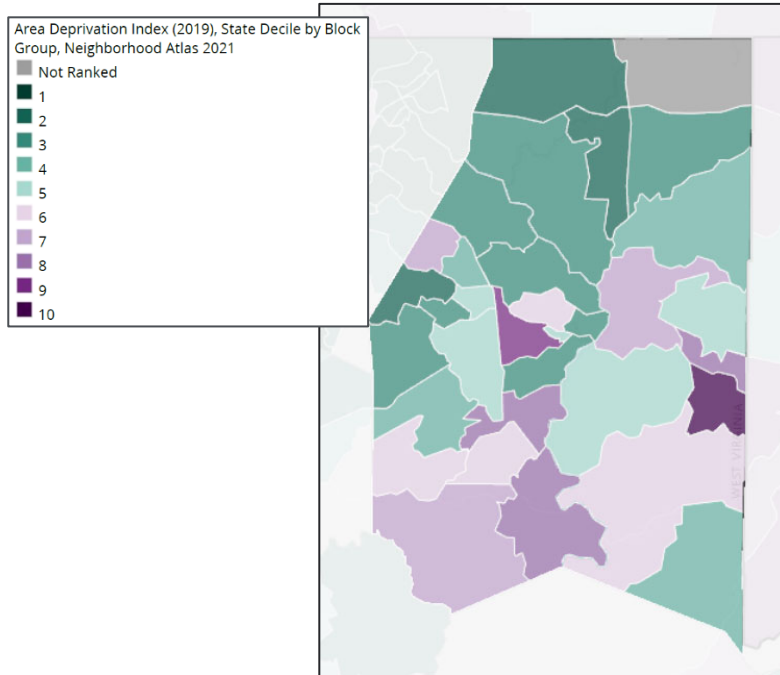 Area Deprivation Index (2019), State Decile by Block
Group, Neighborhood Atlas 2021
Not Ranked
1
2
3
4
5
6
7
8
9
10
WEST VIRGINIA